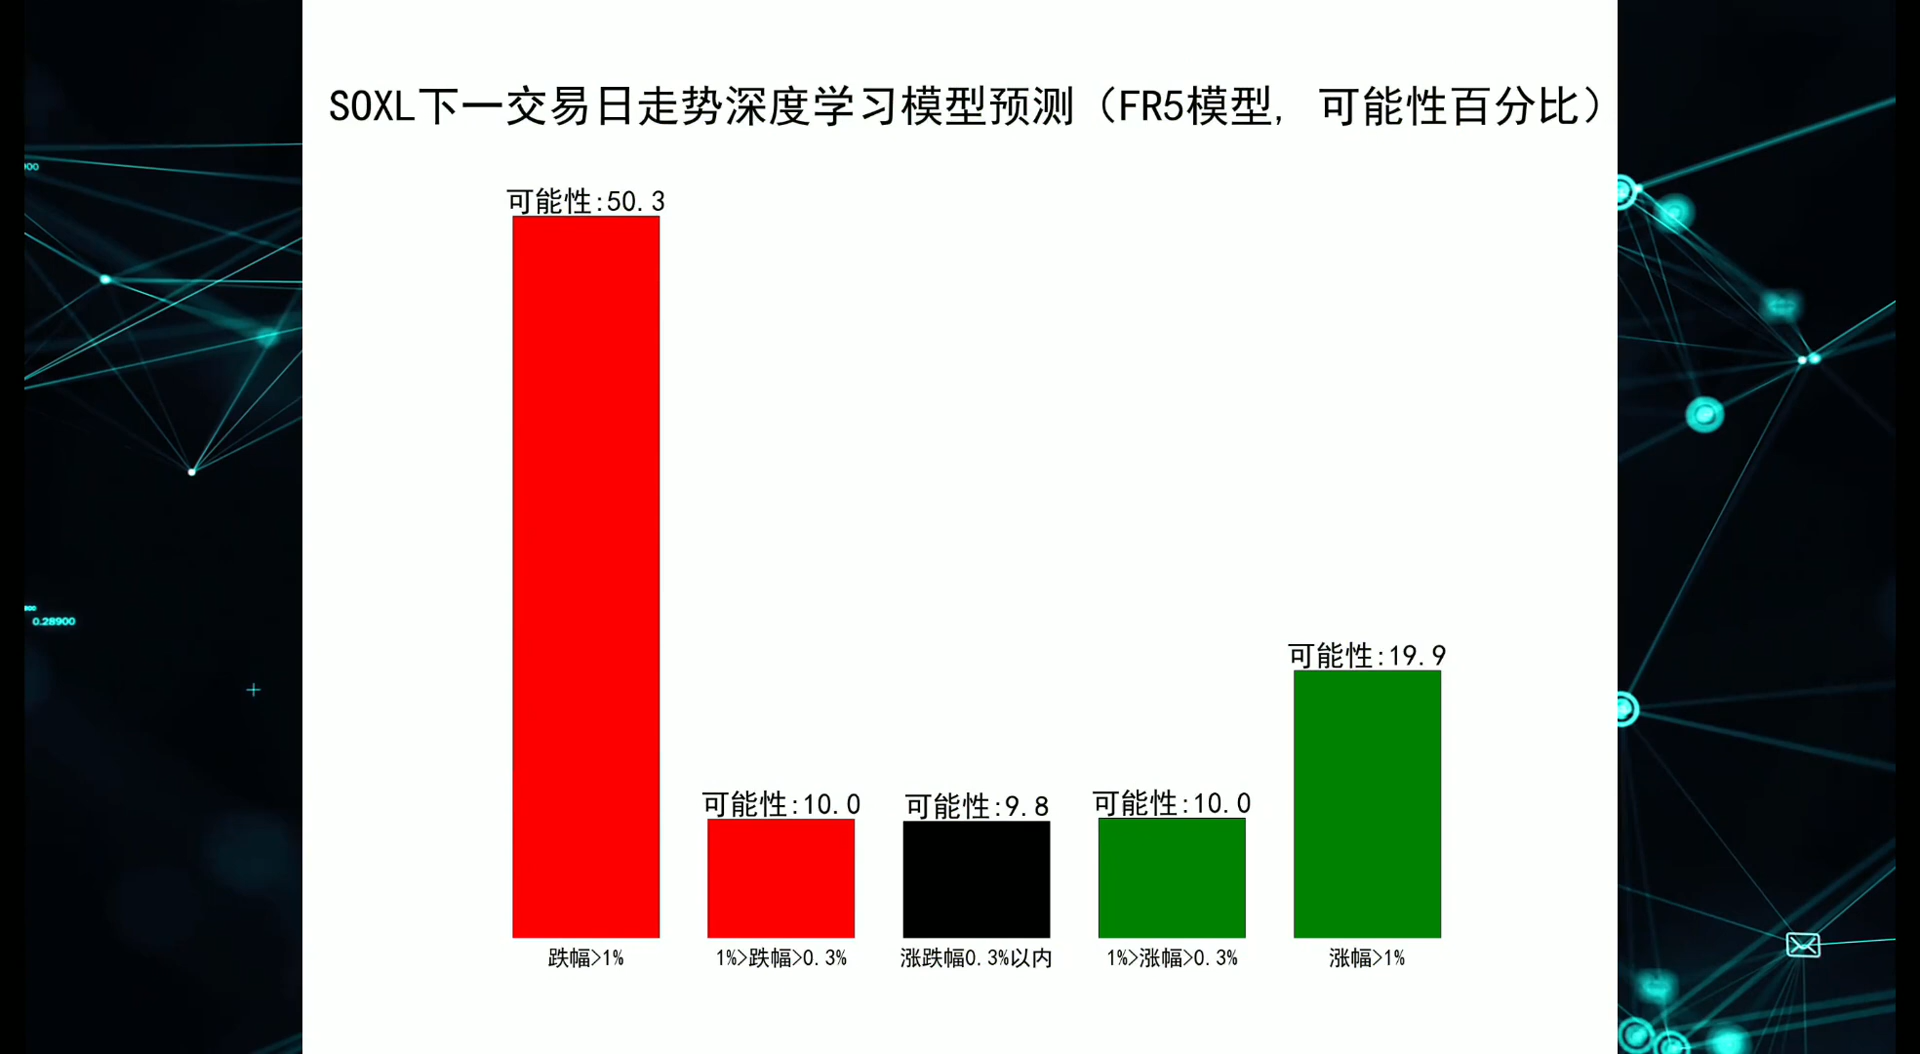 SOXL下一交易日走势深度学习模型预测（FR5模型, 可能性百分比）
可能性:50.3
可能性:19.9
可能性:10.0
可能性:9.8
可能性:10.0
跌幅>1%
1%>跌幅>0.3%
涨跌幅0.3%以内
1%>涨幅>0.3%
涨幅>1%
0.28900